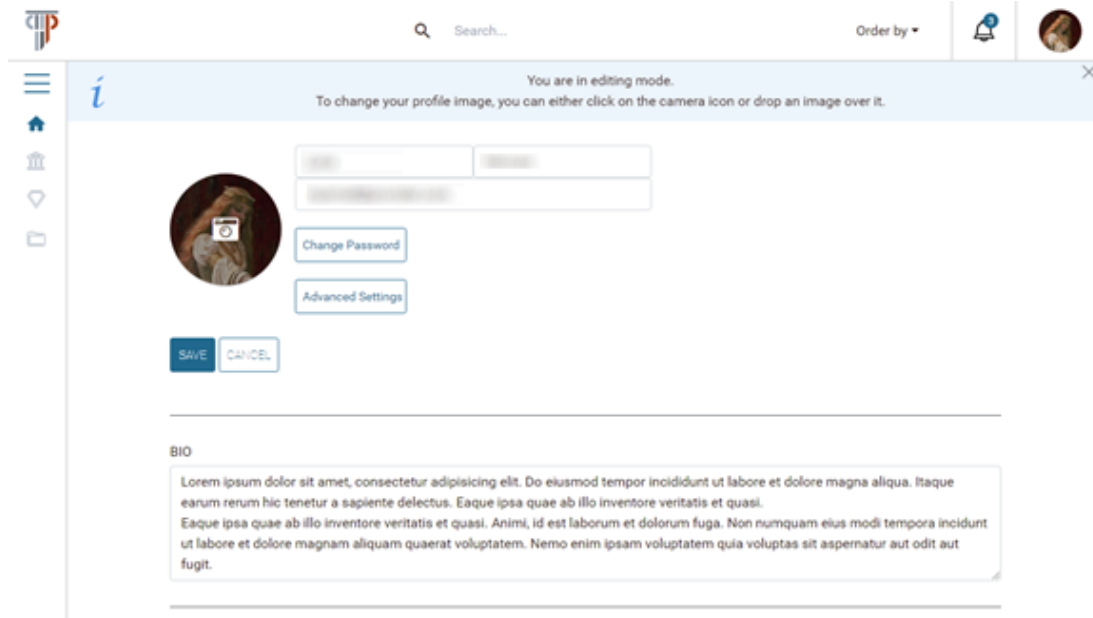 Search...
Order by
3
You are in editing mode.
To change your profile image, you can either click on the camera icon or drop an image over it.
Change Password
Advanced Settings
SAVE CANCEL
BIO
Lorem ipsum dolor sit amet, consectetur adipisicing elit. Do eiusmod tempor incididunt ut labore et dolore magna aliqua. Itaque
earum rerum hic tenetur a sapiente delectus. Eaque ipsa quae ab illo inventore veritatis et quasi.
Eaque ipsa quae ab illo inventore veritatis et quasi. Animi, id est laborum et dolorum fuga. Non numquam eius modi tempora incidunt
ut labore et dolore magnam aliquam quaerat voluptatem. Nemo enim ipsam voluptatem quia voluptas sit aspernatur aut odit aut
fugit.